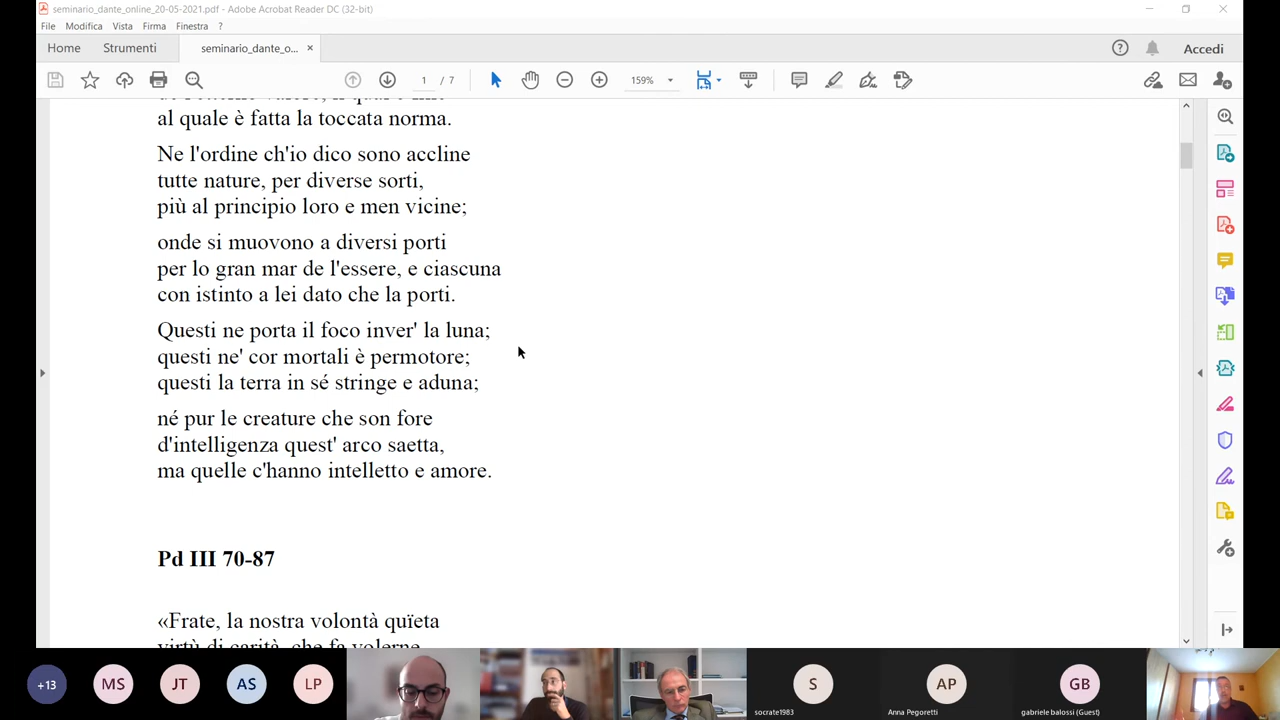 seminario_dante_online_20-05-2021.pdf - Adobe Acrobat Reader DC (32-bit)
File Modifica Vista Firma Finestra ?
Home Strumenti seminario_dante_o... × Accedi
1 / 7 159%
al quale è fatta la toccata norma.
Ne l'ordine ch'io dico sono accline
tutte nature, per diverse sorti,
più al principio loro e men vicine;
onde si muovono a diversi porti
per lo gran mar de l'essere, e ciascuna
con istinto a lei dato che la porti.
Questi ne porta il foco inver' la luna;
questi ne' cor mortali è permotore;
questi la terra in sé stringe e aduna;
né pur le creature che son fore
d'intelligenza quest' arco saetta,
ma quelle c'hanno intelletto e amore.
Pd III 70-87
«Frate, la nostra volontà quïeta
virtù di carità, che fa volerne
+13 MS JT AS LP S AP GB
socrate1983 Anna Pegoretti gabriele balossi (Guest)